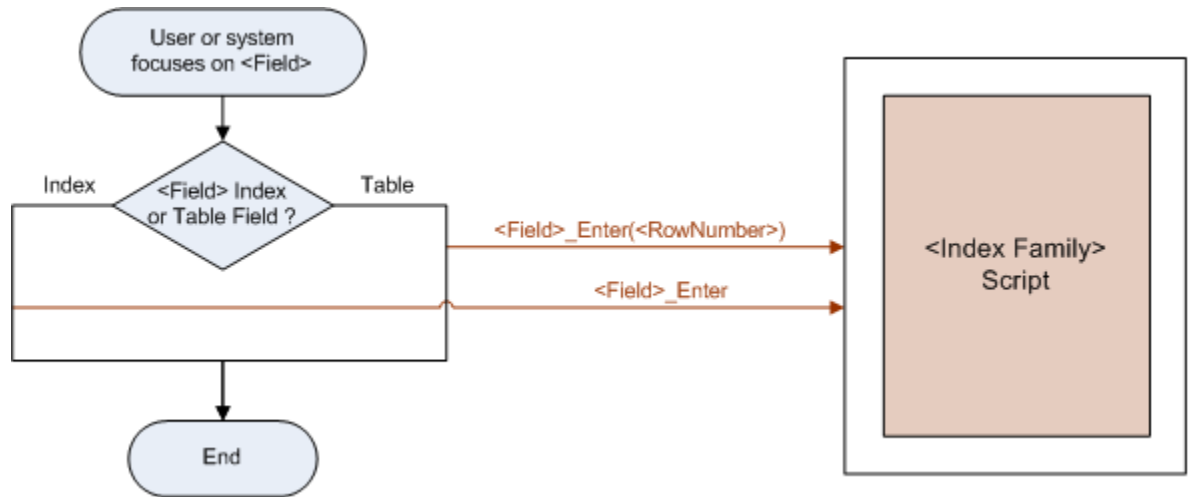 User or system
focuses on <Field>
Index
<Field> Index
or Table Field ?
Table
<Field>_Enter(<RowNumber>)
<Field>_Enter
<Index Family>
Script
End